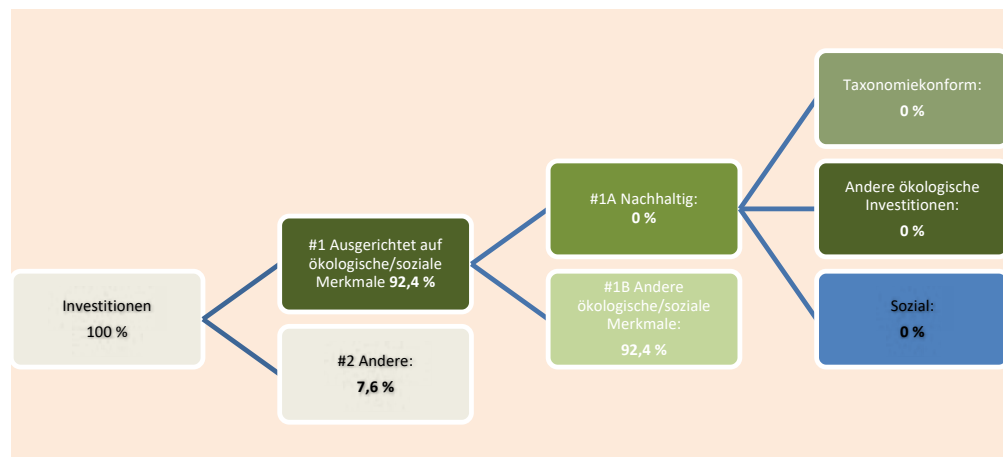 Investitionen
100 %
#1 Ausgerichtet auf
ökologische/soziale
Merkmale 92,4 %
#2 Andere:
7,6 %
#1A Nachhaltig:
0 %
#1B Andere
ökologische/soziale
Merkmale:
92,4 %
Taxonomiekonform:
0 %
Andere ökologische
Investitionen:
0 %
Sozial:
0 %